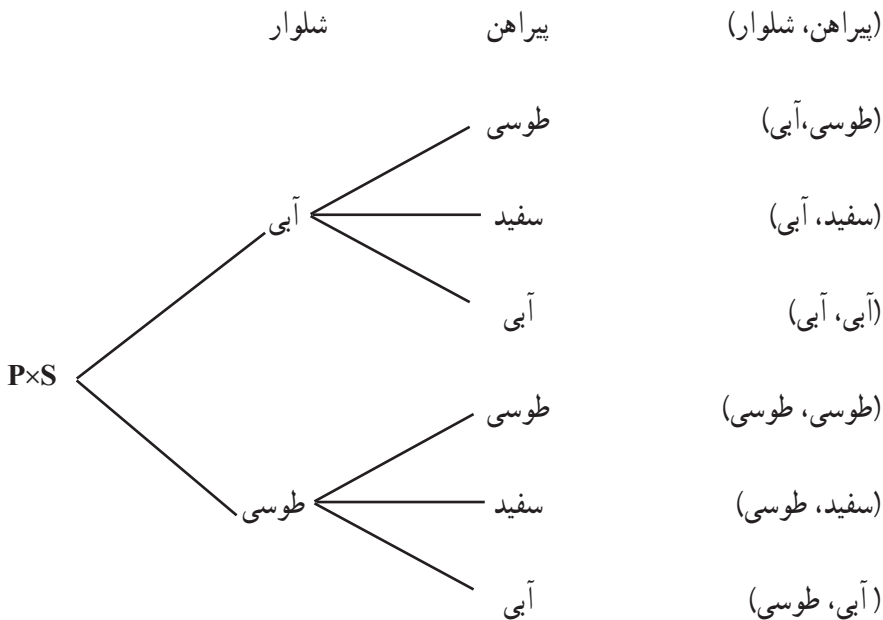 (پیراهن، شلوار) پیراهن شلوار
(طوسی،آبی) طوسی
(سفید، آبی) سفید آبی
(آبی، آبی) آبی
P×S
(طوسی، طوسی) طوسی
(سفید، طوسی) سفید طوسی
( آبی، طوسی) آبی